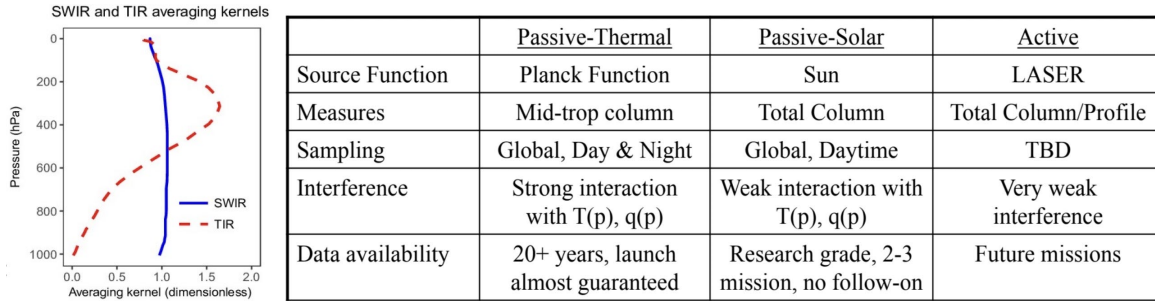 SWIR and TIR averaging kernels
0
200
400
600
800
1000
Pressure (hPa)
SWIR
TIR
0.0 0.5 1.0 1.5 2.0
Averaging kernel (dimensionless)
Passive-Thermal Passive-Solar Active
Source Function Planck Function Sun LASER
Measures Mid-trop column Total Column Total Column/Profile
Sampling Global, Day & Night Global, Daytime TBD
Interference Strong interaction Weak interaction with Very weak
with T(p), q(p) T(p), q(p) interference
Data availability 20+ years, launch Research grade, 2-3 Future missions
almost guaranteed mission, no follow-on